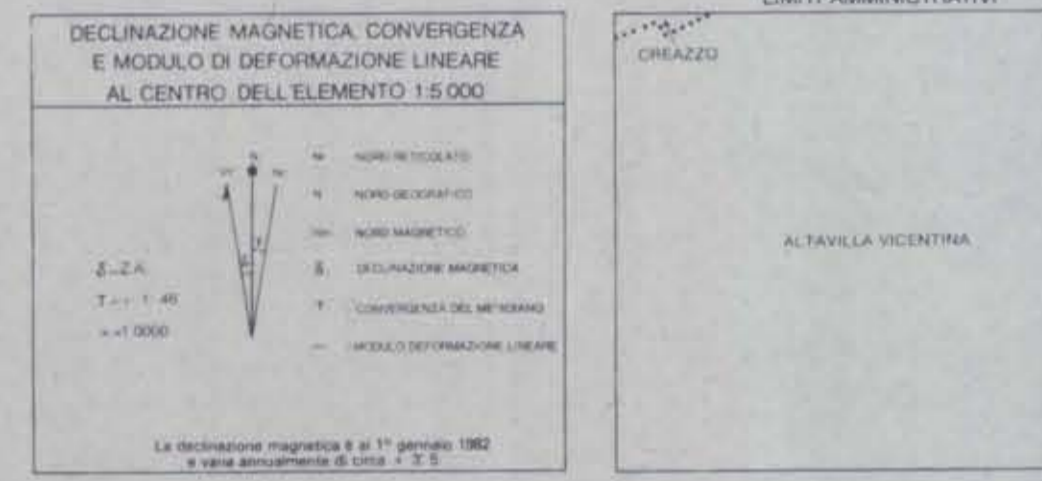 DECLINAZIONE MAGNETICA, CONVERGENZA
E MODULO DI DEFORMAZIONE LINEARE
AL CENTRO DELL'ELEMENTO 1:5 000
N
NORD RETICOLATO
N NORD GEOGRAFICO
NORD MAGNETICO
δ DECLINAZIONE MAGNETICA
CONVERGENZA DEL MERIDIANO
MODULO DEFORMAZIONE LINEARE
La declinazione magnetica è al 1° gennaio 1982
e varia annualmente di circa
LIMITI AMMINISTRATIVI
CREAZZO
ALTAVILLA VICENTINA